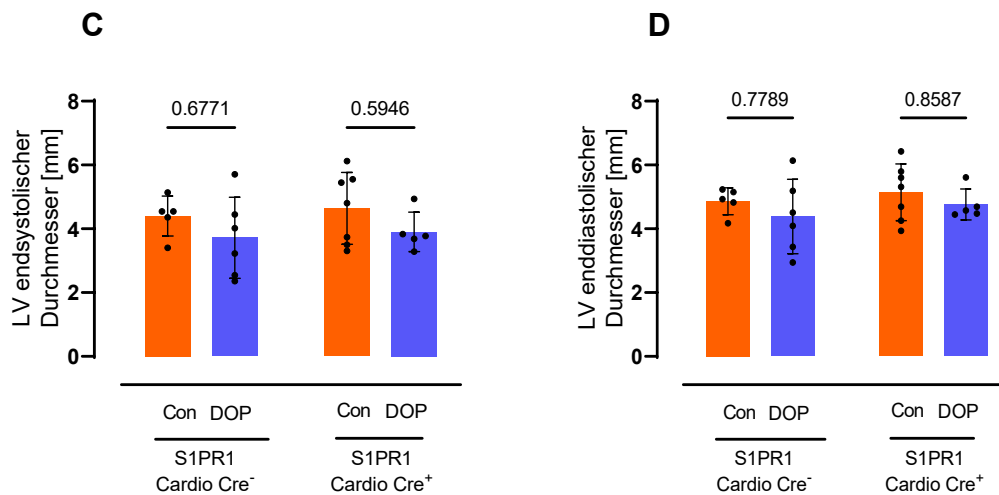 C
LV endsystolischer
Durchmesser [mm]
8
6
4
2
0
0.6771
0.5946
Con DOP
Con DOP
S1PR1
Cardio Cre⁻
S1PR1
Cardio Cre⁺
D
LV enddiastolischer
Durchmesser [mm]
8
6
4
2
0
0.7789
0.8587
Con DOP
Con DOP
S1PR1
Cardio Cre⁻
S1PR1
Cardio Cre⁺